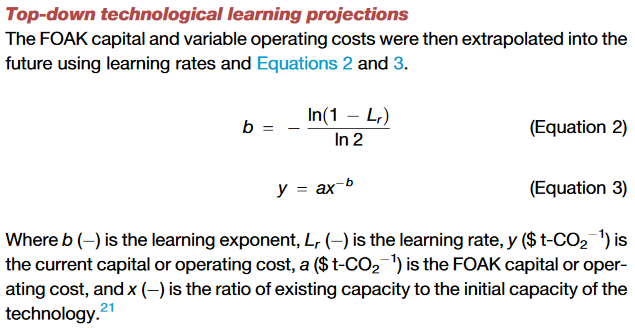 Top-down technological learning projections
The FOAK capital and variable operating costs were then extrapolated into the
future using learning rates and Equations 2 and 3.
b = − ln(1 − Lᵣ) / ln 2 (Equation 2)
y = ax⁻ᵇ (Equation 3)
Where b (–) is the learning exponent, Lᵣ (–) is the learning rate, y ($ t-CO₂⁻¹) is
the current capital or operating cost, a ($ t-CO₂⁻¹) is the FOAK capital or oper-
ating cost, and x (–) is the ratio of existing capacity to the initial capacity of the
technology.²¹